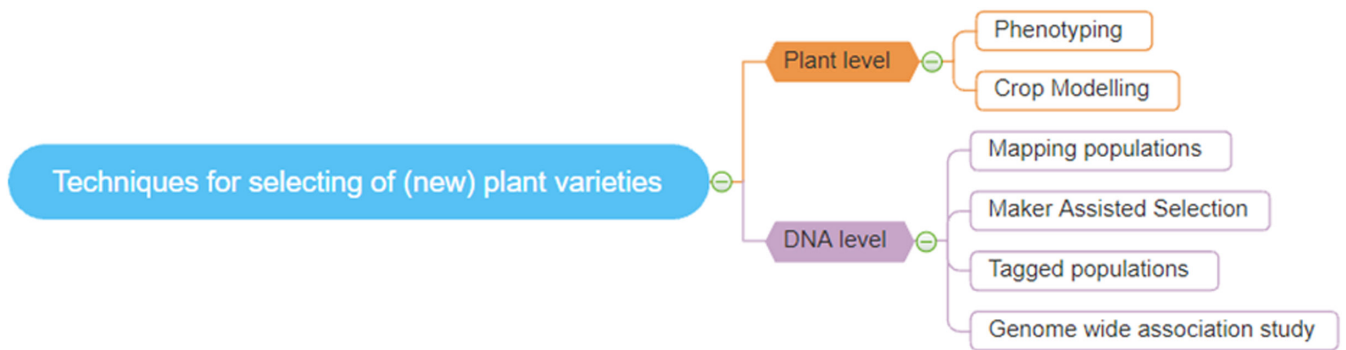 Techniques for selecting of (new) plant varieties
Plant level
Phenotyping
Crop Modelling
DNA level
Mapping populations
Maker Assisted Selection
Tagged populations
Genome wide association study